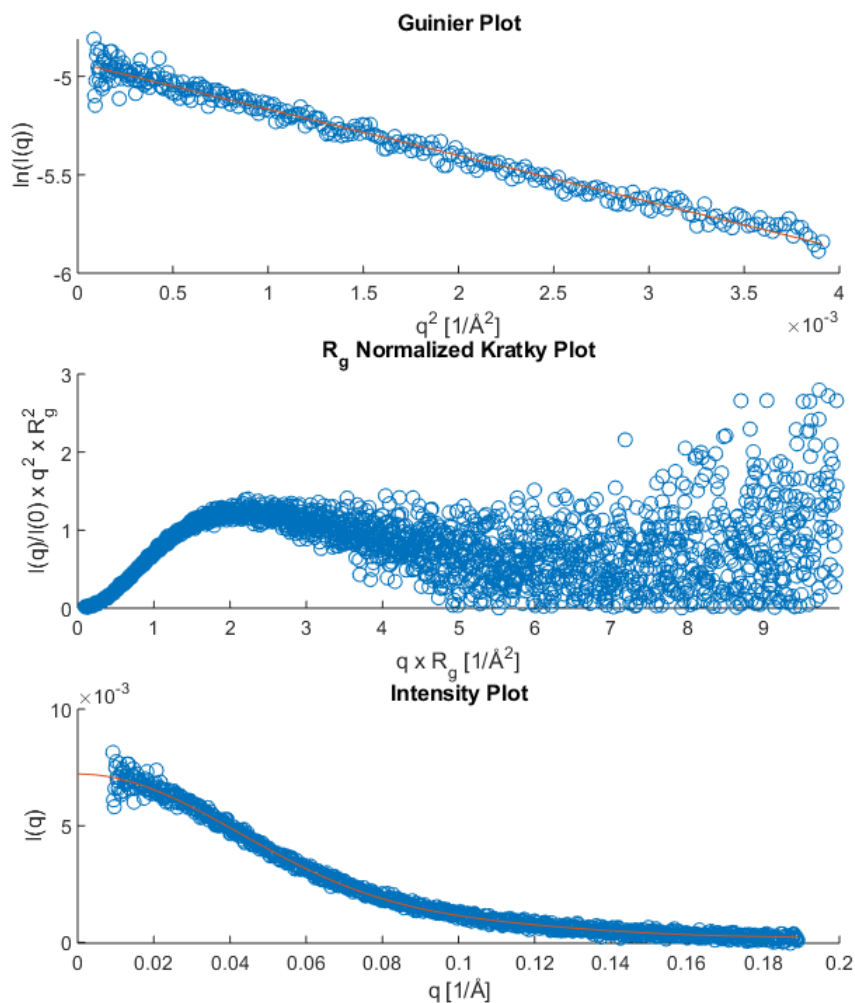 Guinier Plot
-5
-5.5
-6
ln(I(q))
0 0.5 1 1.5 2 2.5 3 3.5 4
q² [1/Å²]
×10⁻³
R_g Normalized Kratky Plot
3
2
1
0
I(q)/I(0) x q² x R_g²
0 1 2 3 4 5 6 7 8 9
q x R_g [1/Å²]
Intensity Plot
×10⁻³
10
5
0
I(q)
0 0.02 0.04 0.06 0.08 0.1 0.12 0.14 0.16 0.18 0.2
q [1/Å]